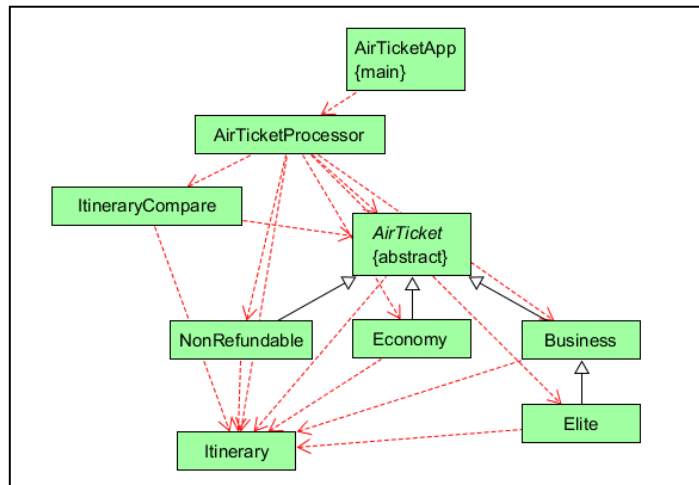 AirTicketApp
{main}
AirTicketProcessor
ItineraryCompare
AirTicket
{abstract}
NonRefundable
Economy
Business
Elite
Itinerary